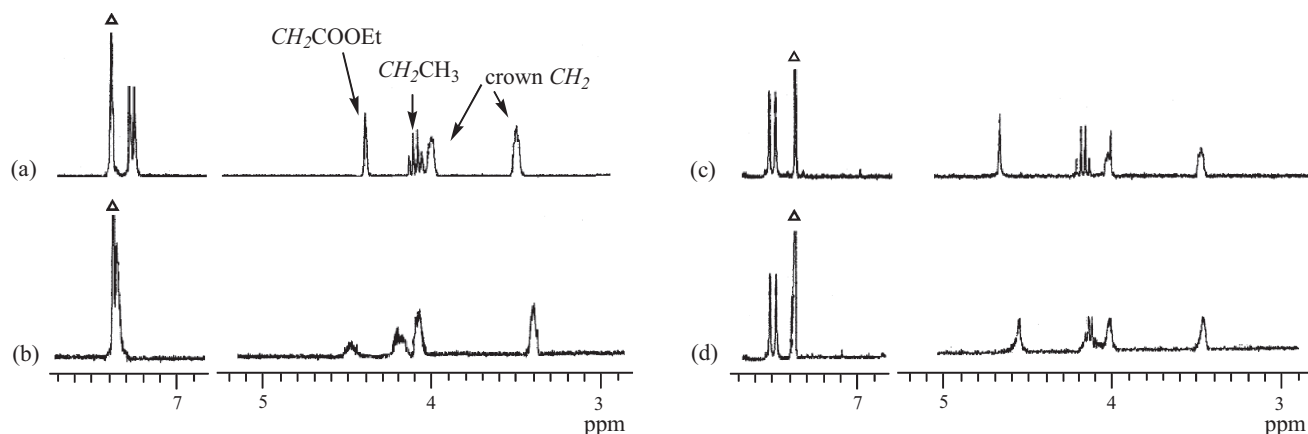 Δ
CH₂COOEt
CH₂CH₃
crown CH₂
(a)
Δ
(b)
7
5
4
3
ppm
Δ
(c)
Δ
(d)
7
5
4
3
ppm